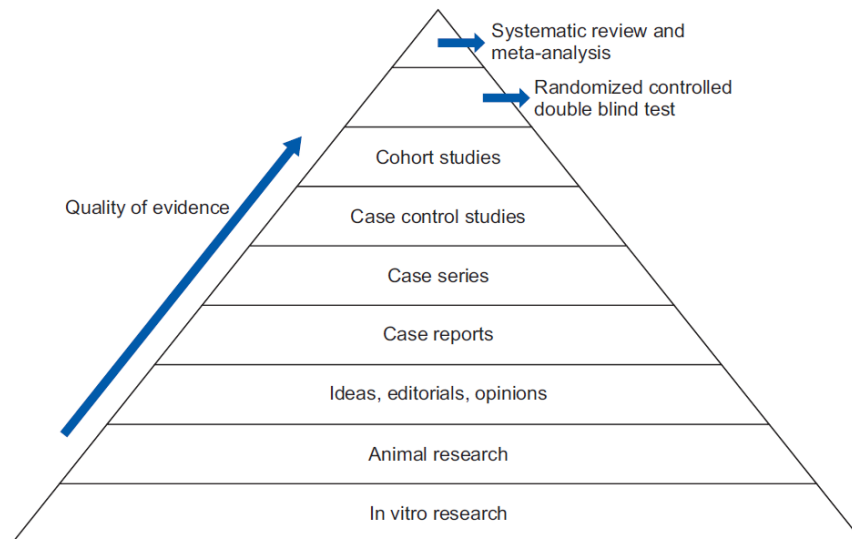 Systematic review and
meta-analysis
Randomized controlled
double blind test
Cohort studies
Quality of evidence
Case control studies
Case series
Case reports
Ideas, editorials, opinions
Animal research
In vitro research